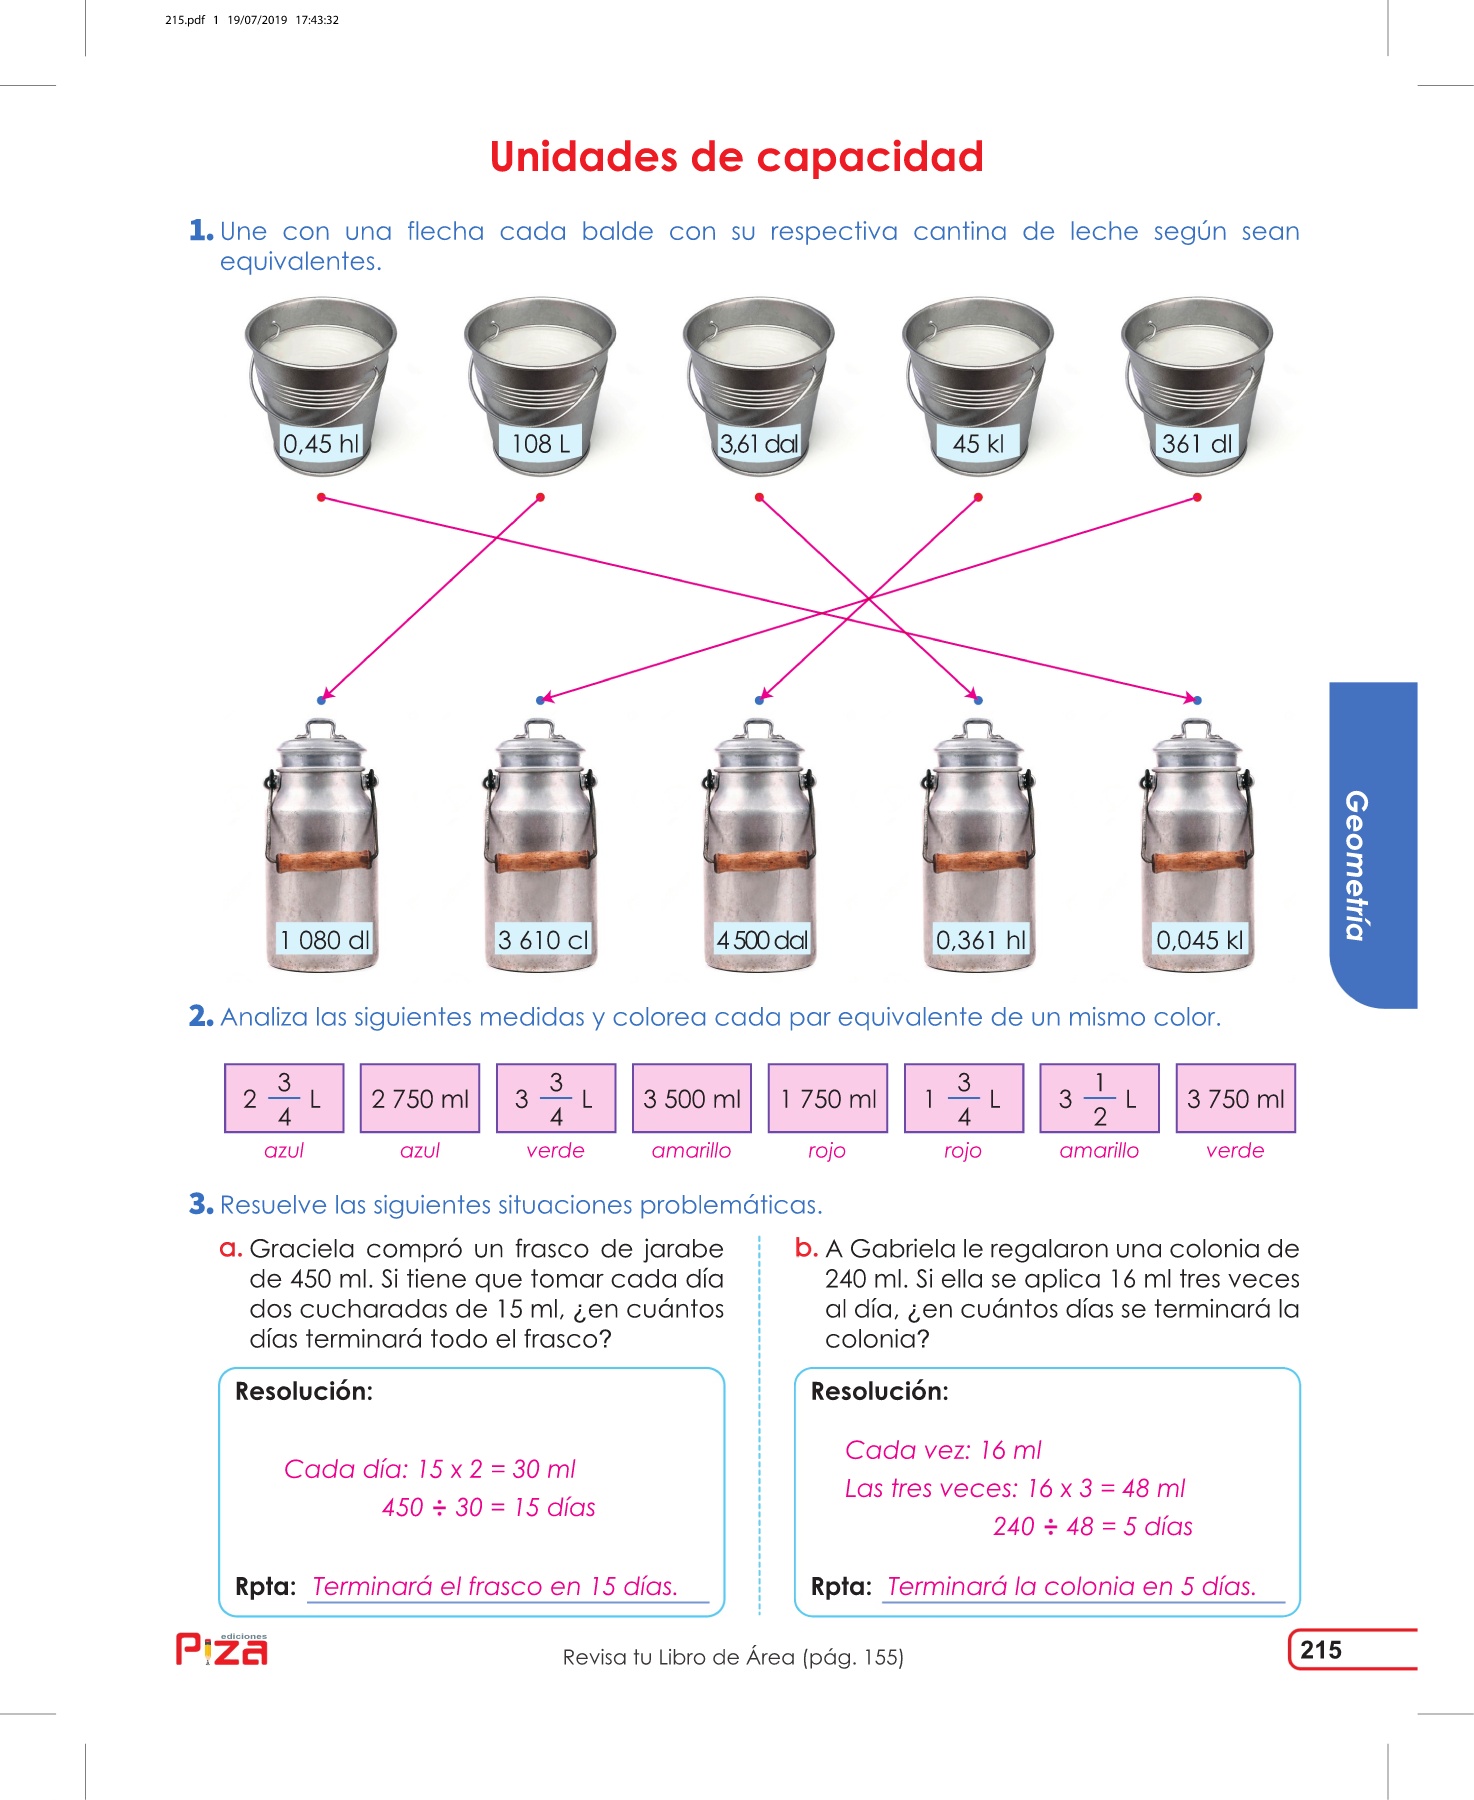 215.pdf 1 19/07/2019 17:43:32
Unidades de capacidad
1. Une con una flecha cada balde con su respectiva cantina de leche según sean
equivalentes.
0,45 hl 108 L 3,61 dal 45 kl 361 dl
1 080 dl 3 610 cl 4 500 dal 0,361 hl 0,045 kl
Geometría
2. Analiza las siguientes medidas y colorea cada par equivalente de un mismo color.
2 3/4 L 2 750 ml 3 3/4 L 3 500 ml 1 750 ml 1 3/4 L 3 1/2 L 3 750 ml
azul azul verde amarillo rojo rojo amarillo verde
3. Resuelve las siguientes situaciones problemáticas.
a. Graciela compró un frasco de jarabe
de 450 ml. Si tiene que tomar cada día
dos cucharadas de 15 ml, ¿en cuántos
días terminará todo el frasco?
Resolución:
Cada día: 15 x 2 = 30 ml
450 ÷ 30 = 15 días
Rpta: Terminará el frasco en 15 días.
b. A Gabriela le regalaron una colonia de
240 ml. Si ella se aplica 16 ml tres veces
al día, ¿en cuántos días se terminará la
colonia?
Resolución:
Cada vez: 16 ml
Las tres veces: 16 x 3 = 48 ml
240 ÷ 48 = 5 días
Rpta: Terminará la colonia en 5 días.
ediciones
Piza
Revisa tu Libro de Área (pág. 155)
215